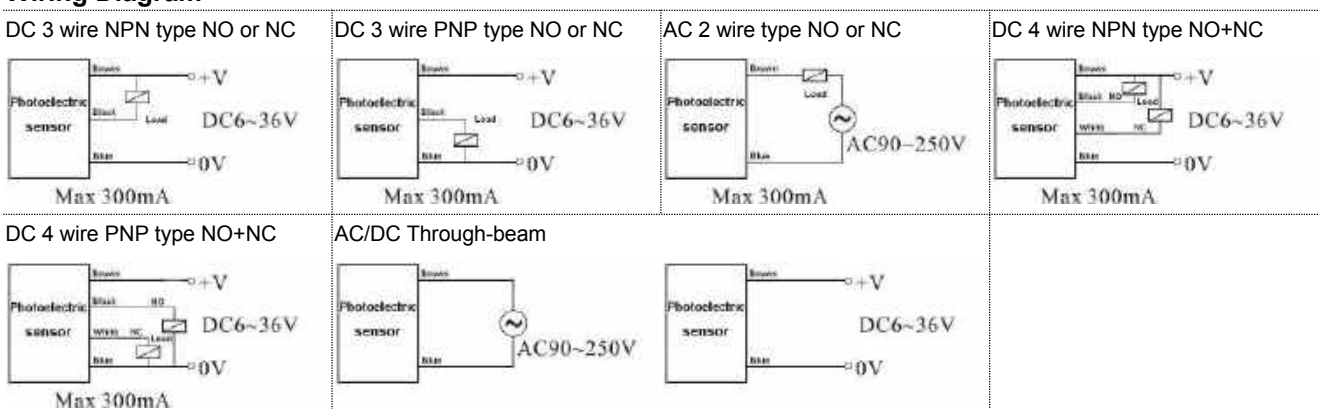 DC 3 wire NPN type NO or NC
Brown
+V
Photoelectric
Black
Load
DC6~36V
sensor
Blue
0V
Max 300mA
DC 3 wire PNP type NO or NC
Brown
+V
Photoelectric
Black
Load
DC6~36V
sensor
Blue
0V
Max 300mA
AC 2 wire type NO or NC
Brown
Load
Photoelectric
sensor
AC90~250V
Blue
Max 300mA
DC 4 wire NPN type NO+NC
Brown
+V
Photoelectric
Black NO
Load
DC6~36V
sensor
White NC
Blue
0V
Max 300mA
DC 4 wire PNP type NO+NC
Brown
+V
Photoelectric
Black NO
DC6~36V
sensor
White NC
Load
Blue
0V
Max 300mA
AC/DC Through-beam
Brown
Photoelectric
sensor
AC90~250V
Blue
Brown
+V
Photoelectric
sensor
DC6~36V
Blue
0V